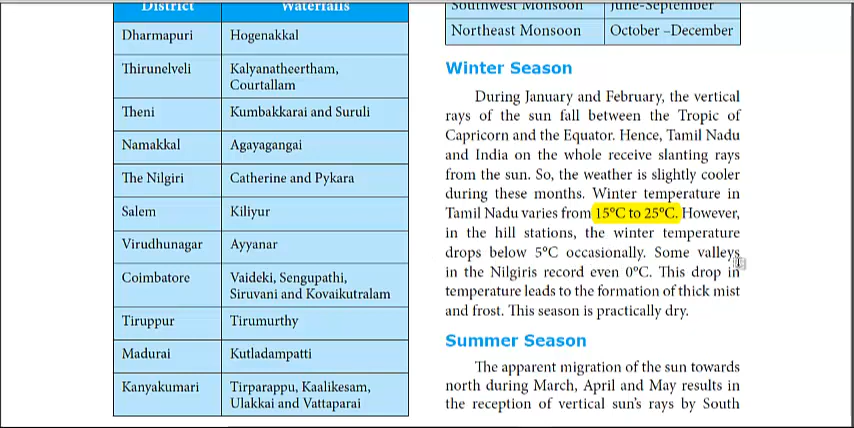 District Waterfalls
Dharmapuri Hogenakkal
Thirunelveli Kalyanatheertham,
Courtallam
Theni Kumbakkarai and Suruli
Namakkal Agayagangai
The Nilgiri Catherine and Pykara
Salem Kiliyur
Virudhunagar Ayyanar
Coimbatore Vaideki, Sengupathi,
Siruvani and Kovaikutralam
Tiruppur Tirumurthy
Madurai Kutladampatti
Kanyakumari Tirparappu, Kaalikesam,
Ulakkai and Vattaparai
Southwest Monsoon June-September
Northeast Monsoon October –December
Winter Season
During January and February, the vertical
rays of the sun fall between the Tropic of
Capricorn and the Equator. Hence, Tamil Nadu
and India on the whole receive slanting rays
from the sun. So, the weather is slightly cooler
during these months. Winter temperature in
Tamil Nadu varies from 15°C to 25°C. However,
in the hill stations, the winter temperature
drops below 5°C occasionally. Some valleys
in the Nilgiris record even 0°C. This drop in
temperature leads to the formation of thick mist
and frost. This season is practically dry.
Summer Season
The apparent migration of the sun towards
north during March, April and May results in
the reception of vertical sun's rays by South